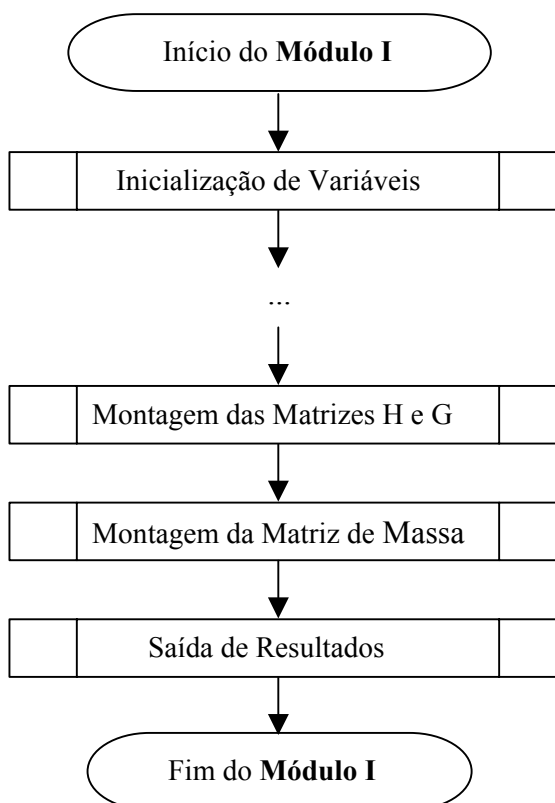 Início do Módulo I
Inicialização de Variáveis
...
Montagem das Matrizes H e G
Montagem da Matriz de Massa
Saída de Resultados
Fim do Módulo I